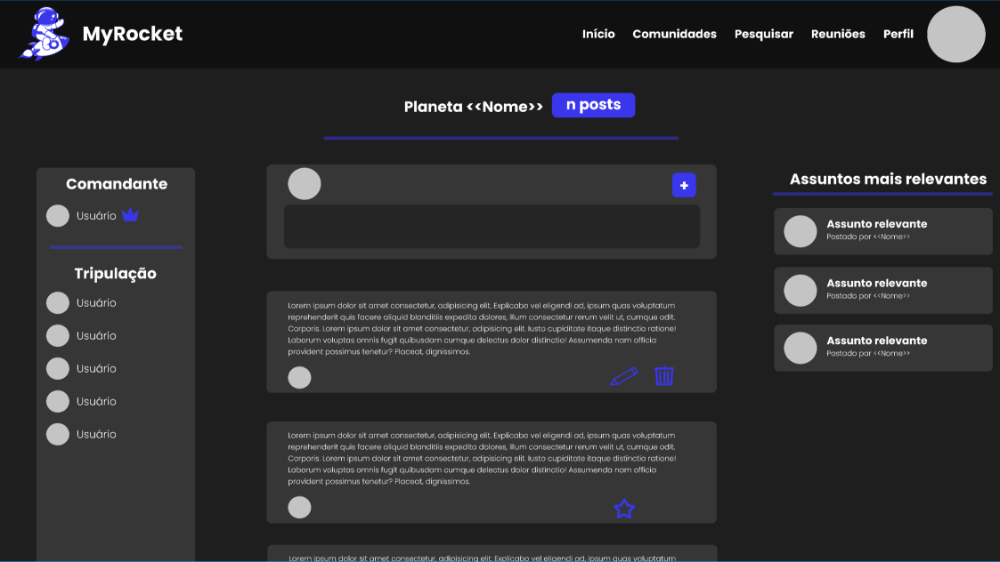 MyRocket
Início
Comunidades
Pesquisar
Reuniões
Perfil
Planeta <<Nome>>
n posts
Comandante
Usuário
Tripulação
Usuário
Usuário
Usuário
Usuário
Usuário
+
Lorem ipsum dolor sit amet consectetur, adipisicing elit. Explicabo vel eligendi ad, ipsum quas voluptatum
reprehenderit quis facere aliquid blanditiis expedita dolores, illum consectetur rerum velit ut, cumque odit.
Corporis. Lorem ipsum dolor sit amet consectetur, adipisicing elit. Iusto cupiditate itaque distinctio ratione!
Laborum voluptas omnis fugit quibusdam cumque delectus dolor distinctio! Assumenda nam officia
provident possimus tenetur? Placeat, dignissimos.
Lorem ipsum dolor sit amet consectetur, adipisicing elit. Explicabo vel eligendi ad, ipsum quas voluptatum
reprehenderit quis facere aliquid blanditiis expedita dolores, illum consectetur rerum velit ut, cumque odit.
Corporis. Lorem ipsum dolor sit amet consectetur, adipisicing elit. Iusto cupiditate itaque distinctio ratione!
Laborum voluptas omnis fugit quibusdam cumque delectus dolor distinctio! Assumenda nam officia
provident possimus tenetur? Placeat, dignissimos.
Lorem ipsum dolor sit amet consectetur, adipisicing elit. Explicabo vel eligendi ad, ipsum quas voluptatum
Assuntos mais relevantes
Assunto relevante
Postado por <<Nome>>
Assunto relevante
Postado por <<Nome>>
Assunto relevante
Postado por <<Nome>>